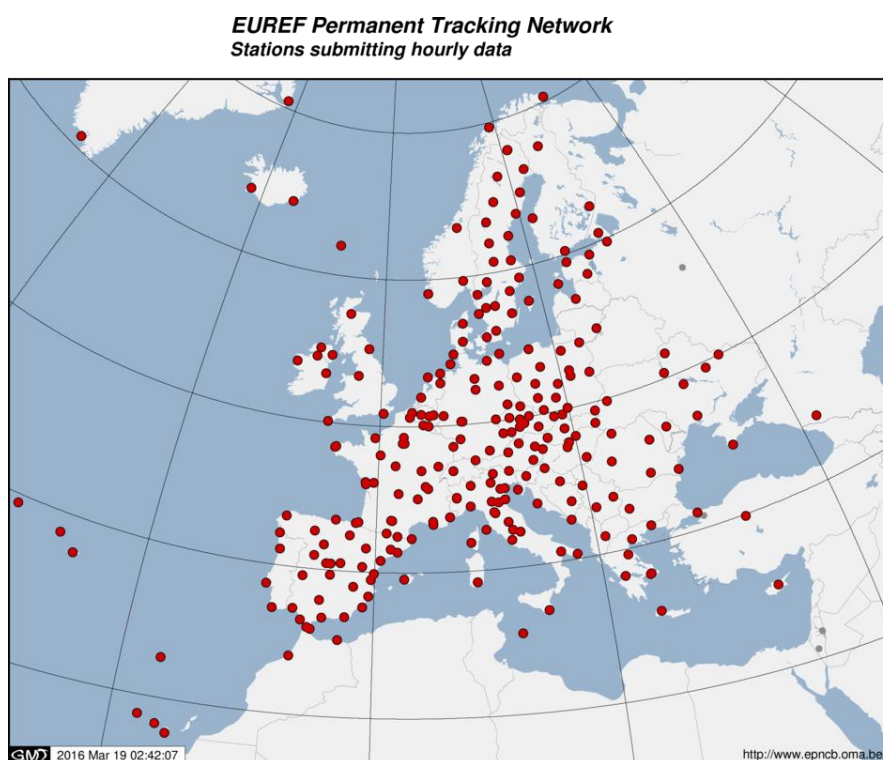 EUREF Permanent Tracking Network
Stations submitting hourly data
GMT 2016 Mar 19 02:42:07
http://www.epncb.oma.be